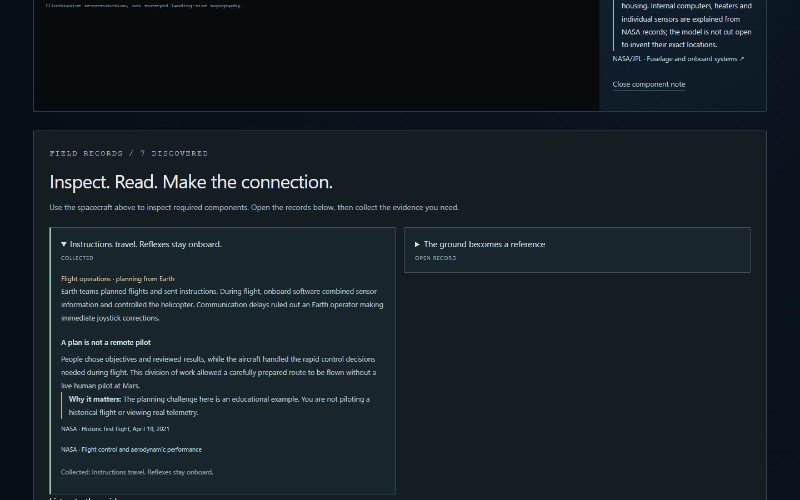 Illustrative reconstruction, not surveyed landing-site topography.
housing. Internal computers, heaters and
individual sensors are explained from
NASA records; the model is not cut open
to invent their exact locations.
NASA/JPL · Fuselage and onboard systems ↗
Close component note
FIELD RECORDS / 7 DISCOVERED
Inspect. Read. Make the connection.
Use the spacecraft above to inspect required components. Open the records below, then collect the evidence you need.
▼ Instructions travel. Reflexes stay onboard.
COLLECTED
Flight operations · planning from Earth
Earth teams planned flights and sent instructions. During flight, onboard software combined sensor
information and controlled the helicopter. Communication delays ruled out an Earth operator making
immediate joystick corrections.
A plan is not a remote pilot
People chose objectives and reviewed results, while the aircraft handled the rapid control decisions
needed during flight. This division of work allowed a carefully prepared route to be flown without a
live human pilot at Mars.
Why it matters: The planning challenge here is an educational example. You are not piloting a
historical flight or viewing real telemetry.
NASA · Historic first flight, April 19, 2021
NASA · Flight control and aerodynamic performance
Collected: Instructions travel. Reflexes stay onboard.
▶ The ground becomes a reference
OPEN RECORD